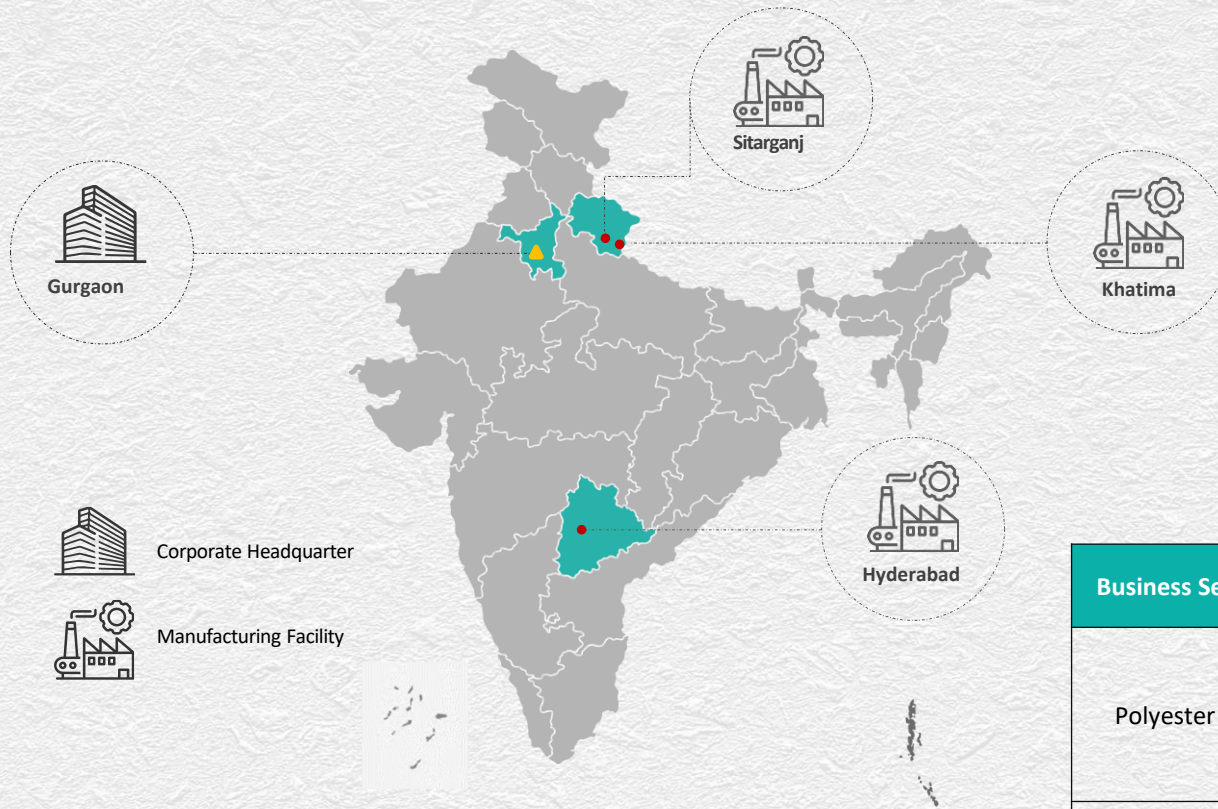 Sitarganj
Gurgaon
Khatima
Hyderabad
Corporate Headquarter
Manufacturing Facility
Business Se
Polyester